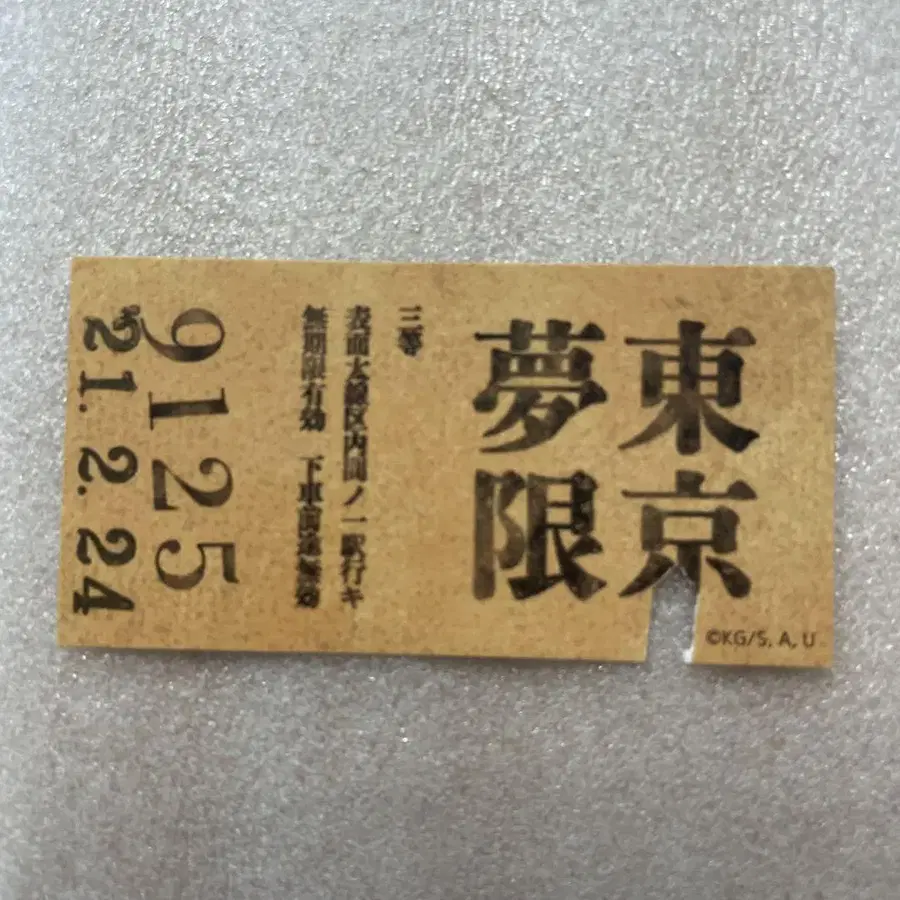 東京
夢限
三等
表面太線区内間ノ一駅行キ
無期限有効 下車前途無効
9125
21. 2. 24
©KG/S, A, U